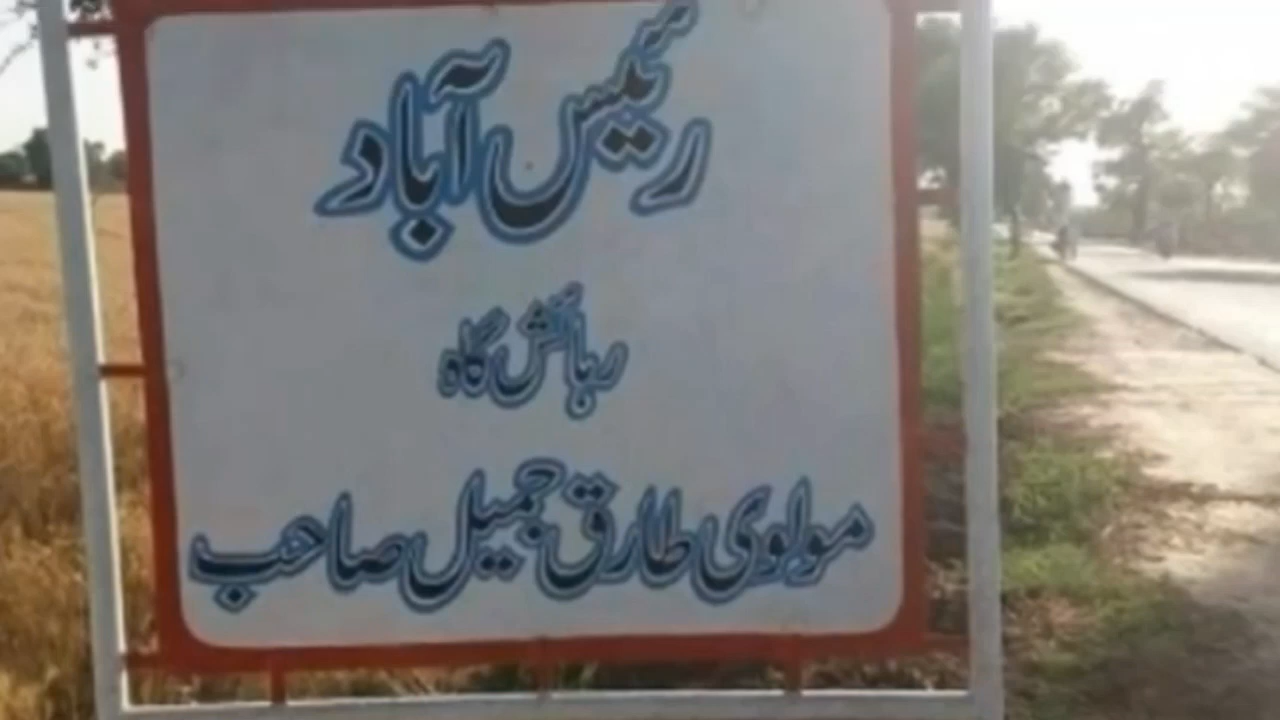 رئیس آباد
رہائش گاہ
مولوی طارق جمیل صاحب